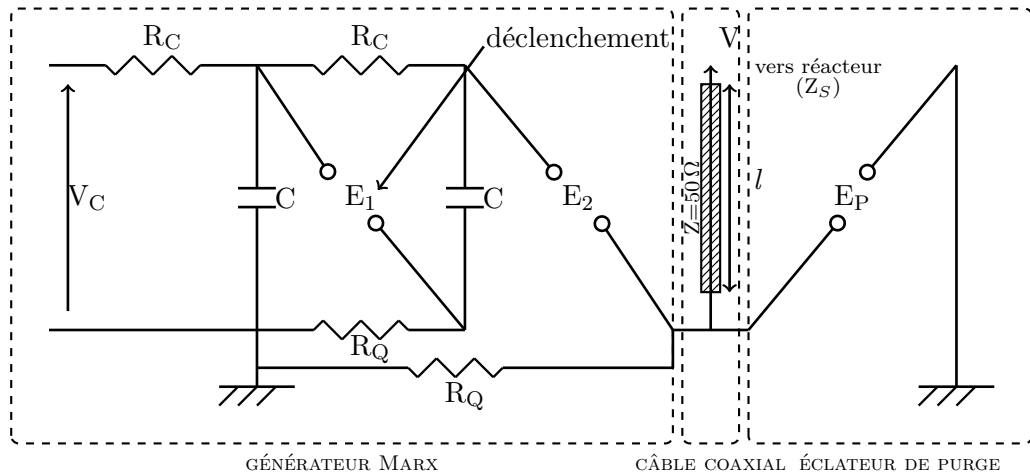 R_C
R_C
déclenchement
V
vers réacteur
(Z_S)
V_C
C
E_1
C
E_2
Z=50 Ω
l
E_P
R_Q
R_Q
GÉNÉRATEUR MARX
CÂBLE COAXIAL
ÉCLATEUR DE PURGE